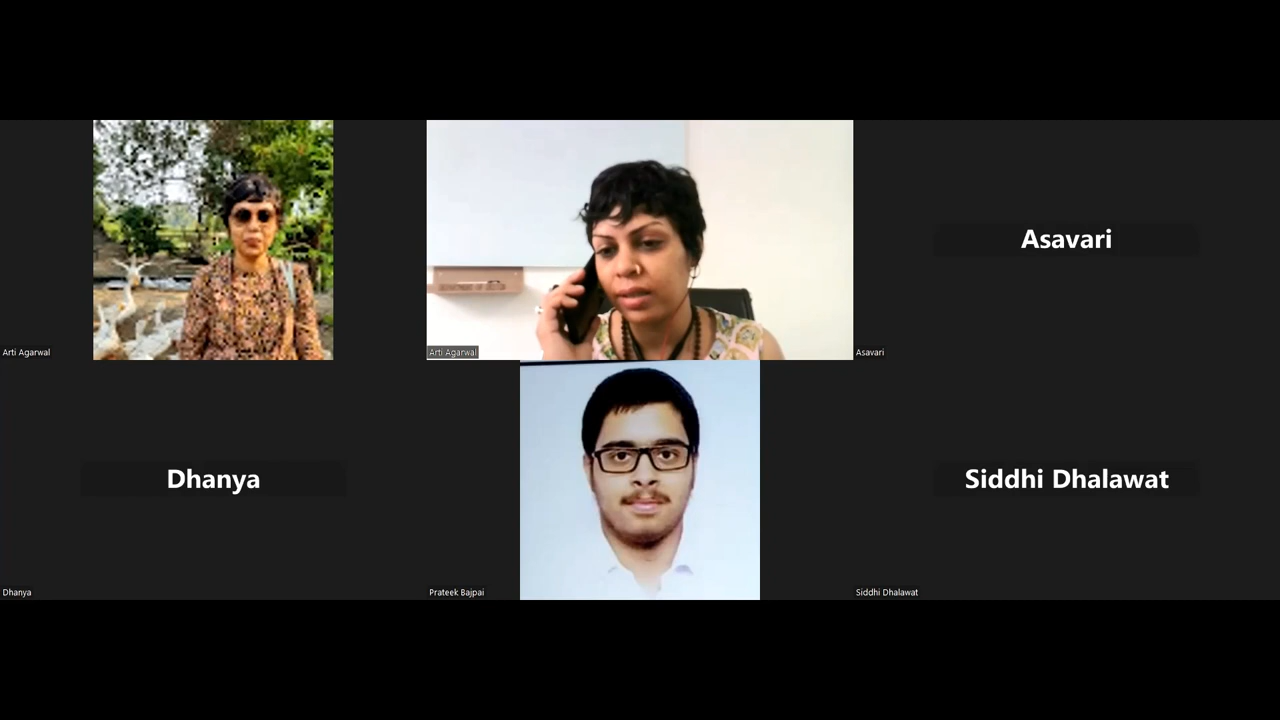 Asavari
Arti Agarwal
Arti Agarwal
Asavari
Dhanya
Siddhi Dhalawat
Dhanya
Prateek Bajpai
Siddhi Dhalawat